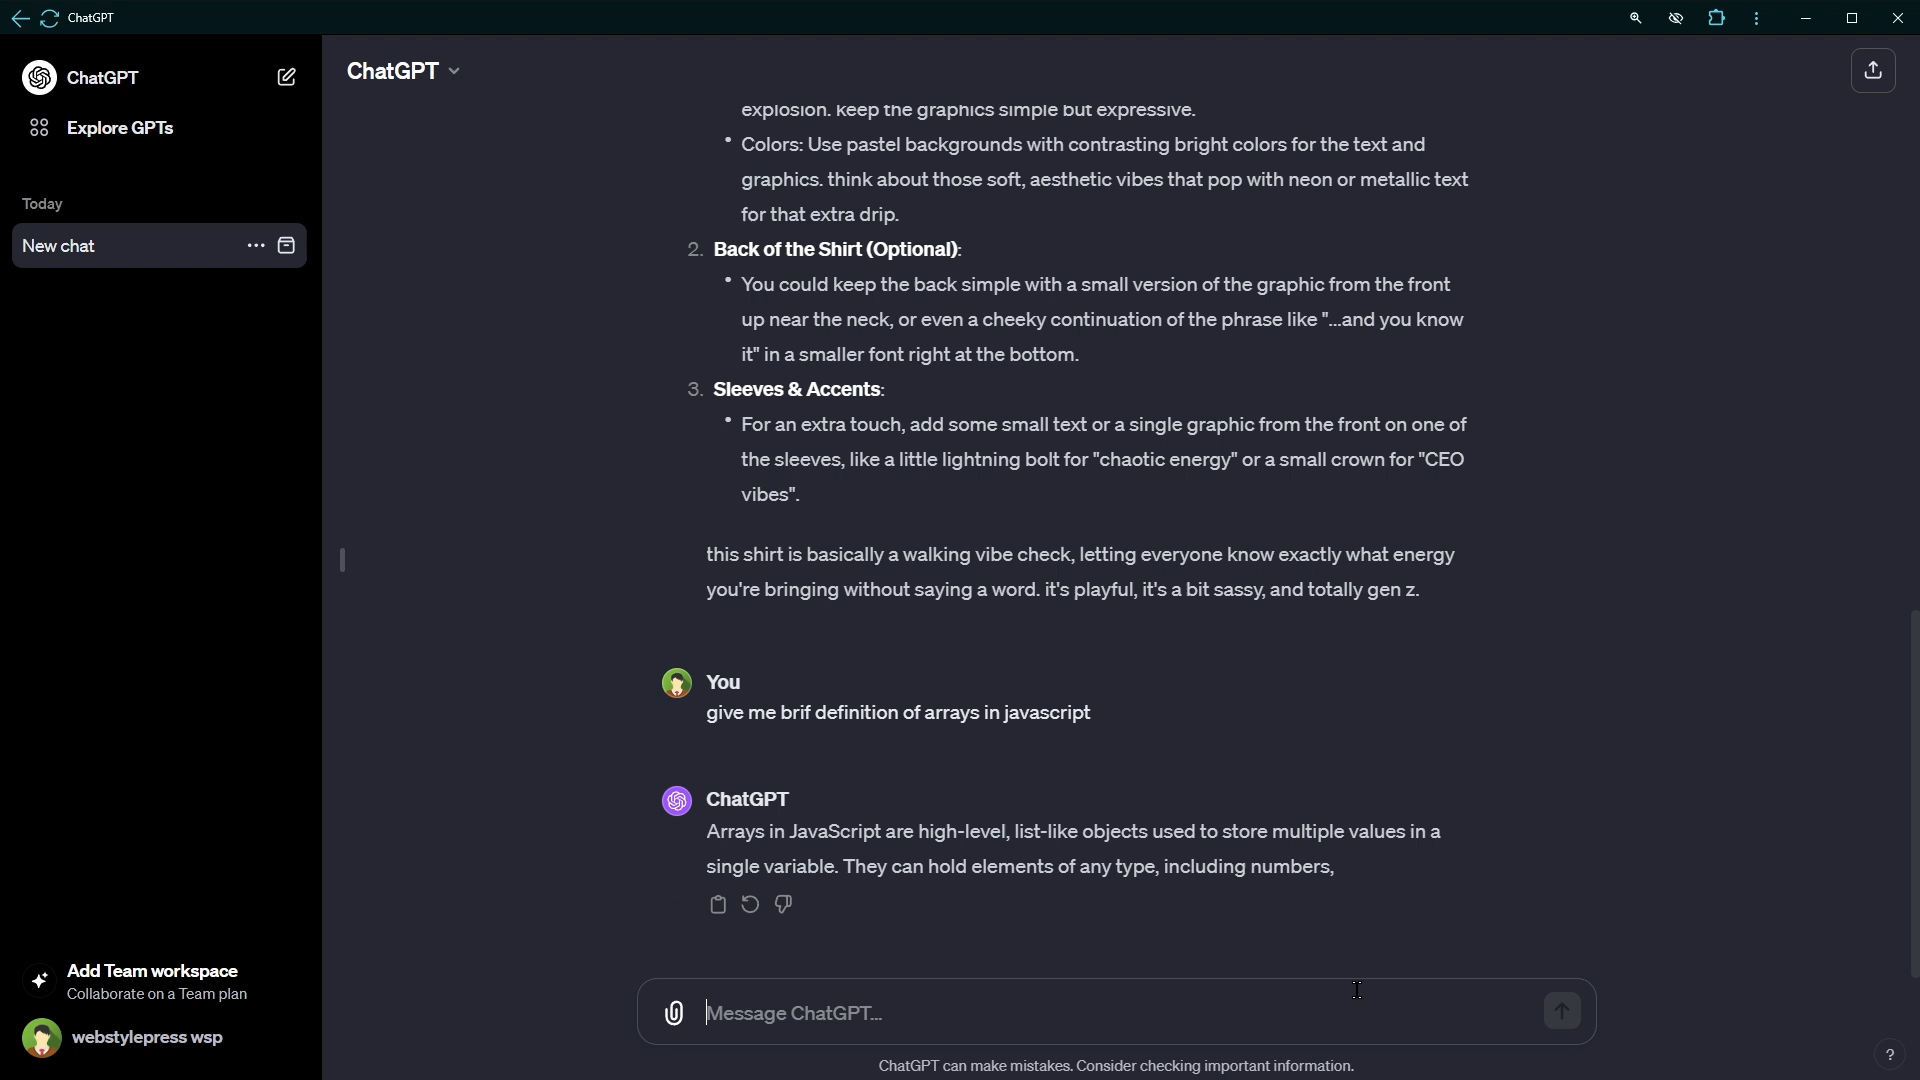 ChatGPT
ChatGPT
Explore GPTs
Today
New chat
Add Team workspace
Collaborate on a Team plan
webstylepress wsp
ChatGPT
explosion. keep the graphics simple but expressive.
• Colors: Use pastel backgrounds with contrasting bright colors for the text and
graphics. think about those soft, aesthetic vibes that pop with neon or metallic text
for that extra drip.
2. Back of the Shirt (Optional):
• You could keep the back simple with a small version of the graphic from the front
up near the neck, or even a cheeky continuation of the phrase like "...and you know
it" in a smaller font right at the bottom.
3. Sleeves & Accents:
• For an extra touch, add some small text or a single graphic from the front on one of
the sleeves, like a little lightning bolt for "chaotic energy" or a small crown for "CEO
vibes".
this shirt is basically a walking vibe check, letting everyone know exactly what energy
you're bringing without saying a word. it's playful, it's a bit sassy, and totally gen z.
You
give me brif definition of arrays in javascript
ChatGPT
Arrays in JavaScript are high-level, list-like objects used to store multiple values in a
single variable. They can hold elements of any type, including numbers,
Message ChatGPT...
ChatGPT can make mistakes. Consider checking important information.
?